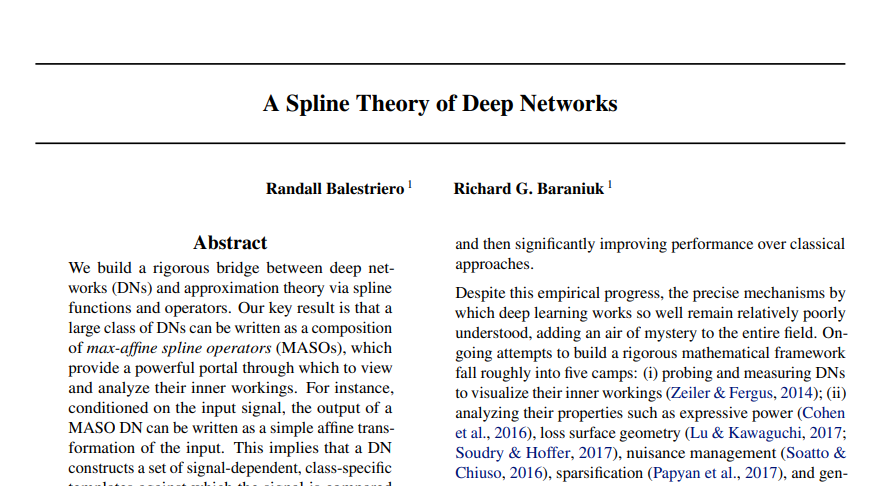 A Spline Theory of Deep Networks
Randall Balestriero 1 Richard G. Baraniuk 1
Abstract
We build a rigorous bridge between deep net-
works (DNs) and approximation theory via spline
functions and operators. Our key result is that a
large class of DNs can be written as a composition
of max-affine spline operators (MASOs), which
provide a powerful portal through which to view
and analyze their inner workings. For instance,
conditioned on the input signal, the output of a
MASO DN can be written as a simple affine trans-
formation of the input. This implies that a DN
constructs a set of signal-dependent, class-specific
templates against which the signal is compared
and then significantly improving performance over classical
approaches.
Despite this empirical progress, the precise mechanisms by
which deep learning works so well remain relatively poorly
understood, adding an air of mystery to the entire field. On-
going attempts to build a rigorous mathematical framework
fall roughly into five camps: (i) probing and measuring DNs
to visualize their inner workings (Zeiler & Fergus, 2014); (ii)
analyzing their properties such as expressive power (Cohen
et al., 2016), loss surface geometry (Lu & Kawaguchi, 2017;
Soudry & Hoffer, 2017), nuisance management (Soatto &
Chiuso, 2016), sparsification (Papyan et al., 2017), and gen-